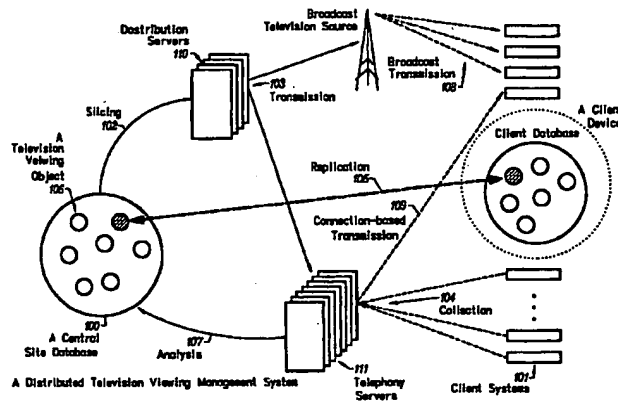 Distribution
Servers
110
Broadcast
Television Source
Broadcast
Transmission
108
103
Transmission
Slicing
102
A
Television Viewing
Object
105
A Client
Device
Client Database
Replication
106
109
Connection-based
Transmission
100
A Central
Site Database
107
Analysis
104
Collection
111
Telephony
Servers
101
Client Systems
A Distributed Television Viewing Management System